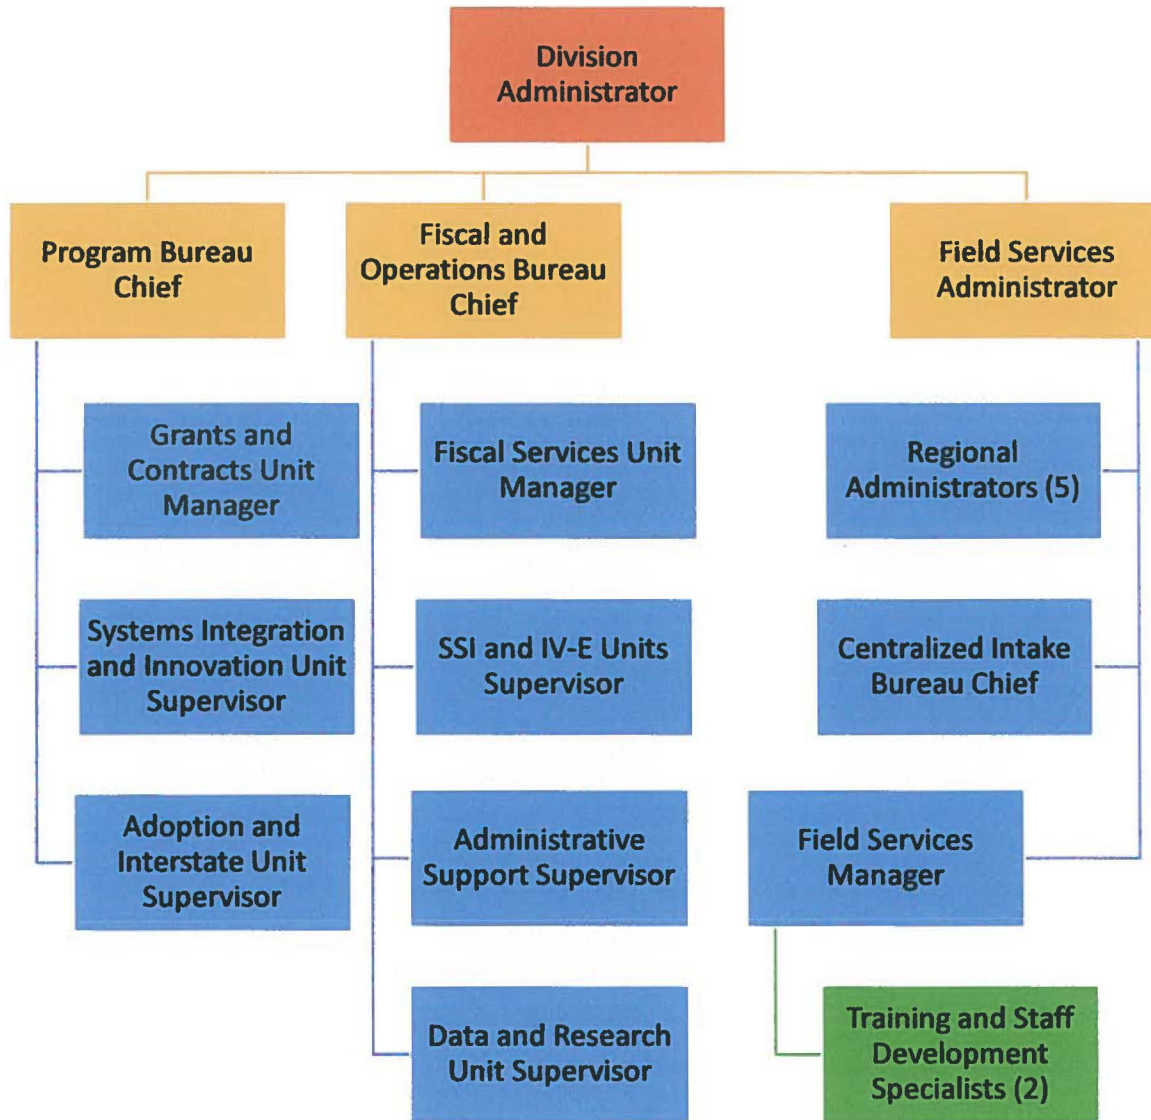 Division
Administrator
Program Bureau
Chief
Fiscal and
Operations Bureau
Chief
Field Services
Administrator
Grants and
Contracts Unit
Manager
Fiscal Services Unit
Manager
Regional
Administrators (5)
Systems Integration
and Innovation Unit
Supervisor
SSI and IV-E Units
Supervisor
Centralized Intake
Bureau Chief
Adoption and
Interstate Unit
Supervisor
Administrative
Support Supervisor
Field Services
Manager
Data and Research
Unit Supervisor
Training and Staff
Development
Specialists (2)